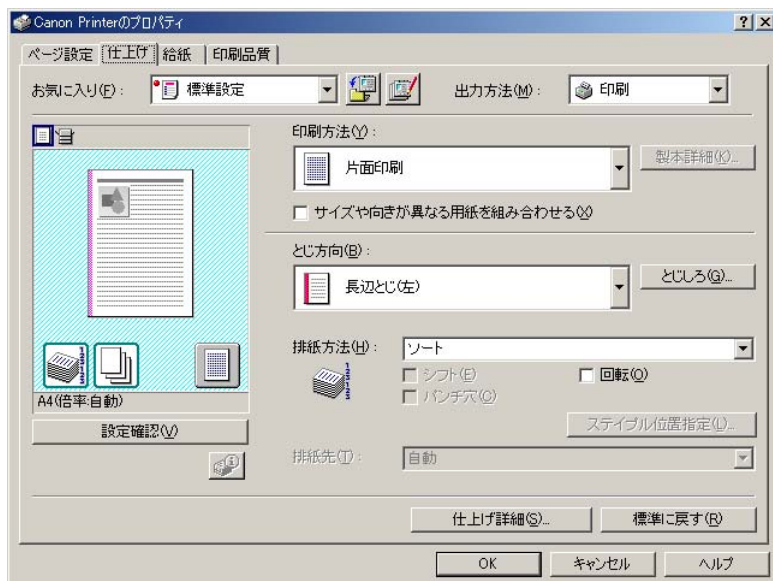 Canon Printerのプロパティ
ページ設定 仕上げ 給紙 印刷品質
お気に入り(F): 標準設定 出力方法(M): 印刷
印刷方法(Y):
片面印刷 製本詳細(K)...
サイズや向きが異なる用紙を組み合わせる(X)
とじ方向(B):
長辺とじ(左) とじしろ(G)...
排紙方法(H): ソート
シフト(E) 回転(O)
パンチ穴(C)
A4(倍率:自動)
ステイプル位置指定(L)...
設定確認(V)
排紙先(T): 自動
仕上げ詳細(S)... 標準に戻す(R)
OK キャンセル ヘルプ